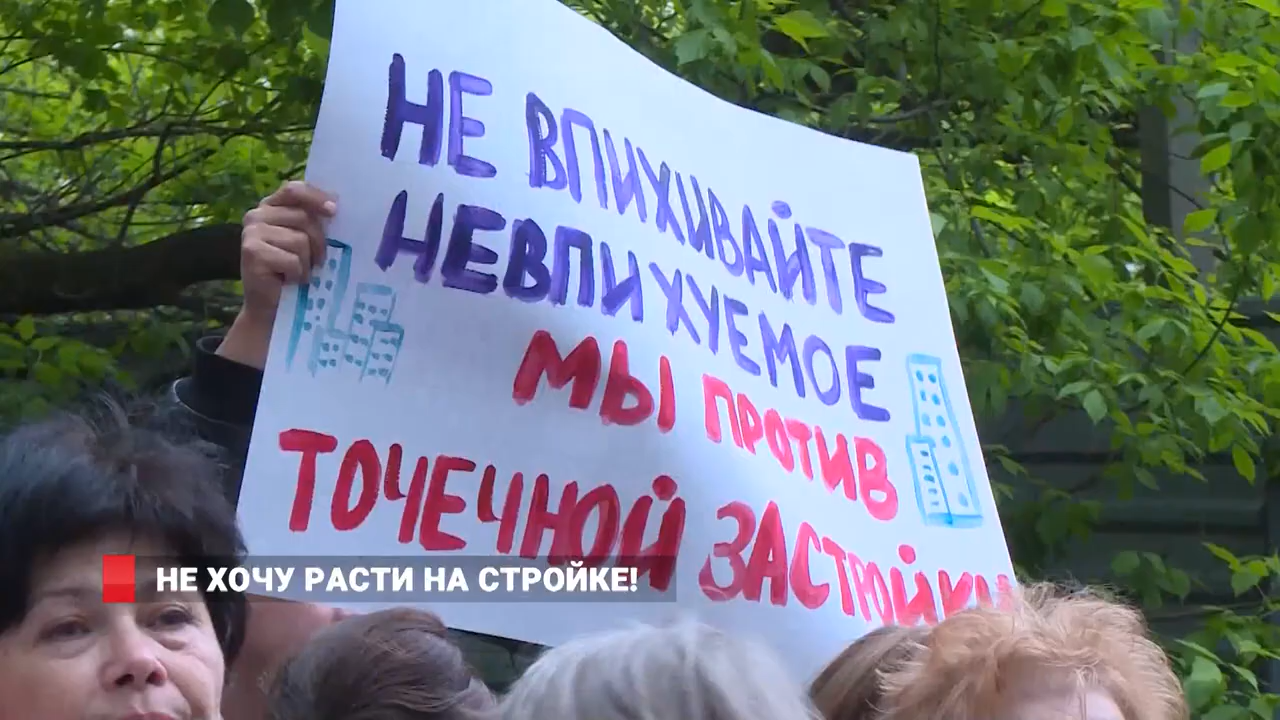 НЕ ВПИХИВАЙТЕ
НЕВПИХУЕМОЕ
МЫ ПРОТИВ
ТОЧЕЧНОЙ ЗАСТРОЙКИ
НЕ ХОЧУ РАСТИ НА СТРОЙКЕ!